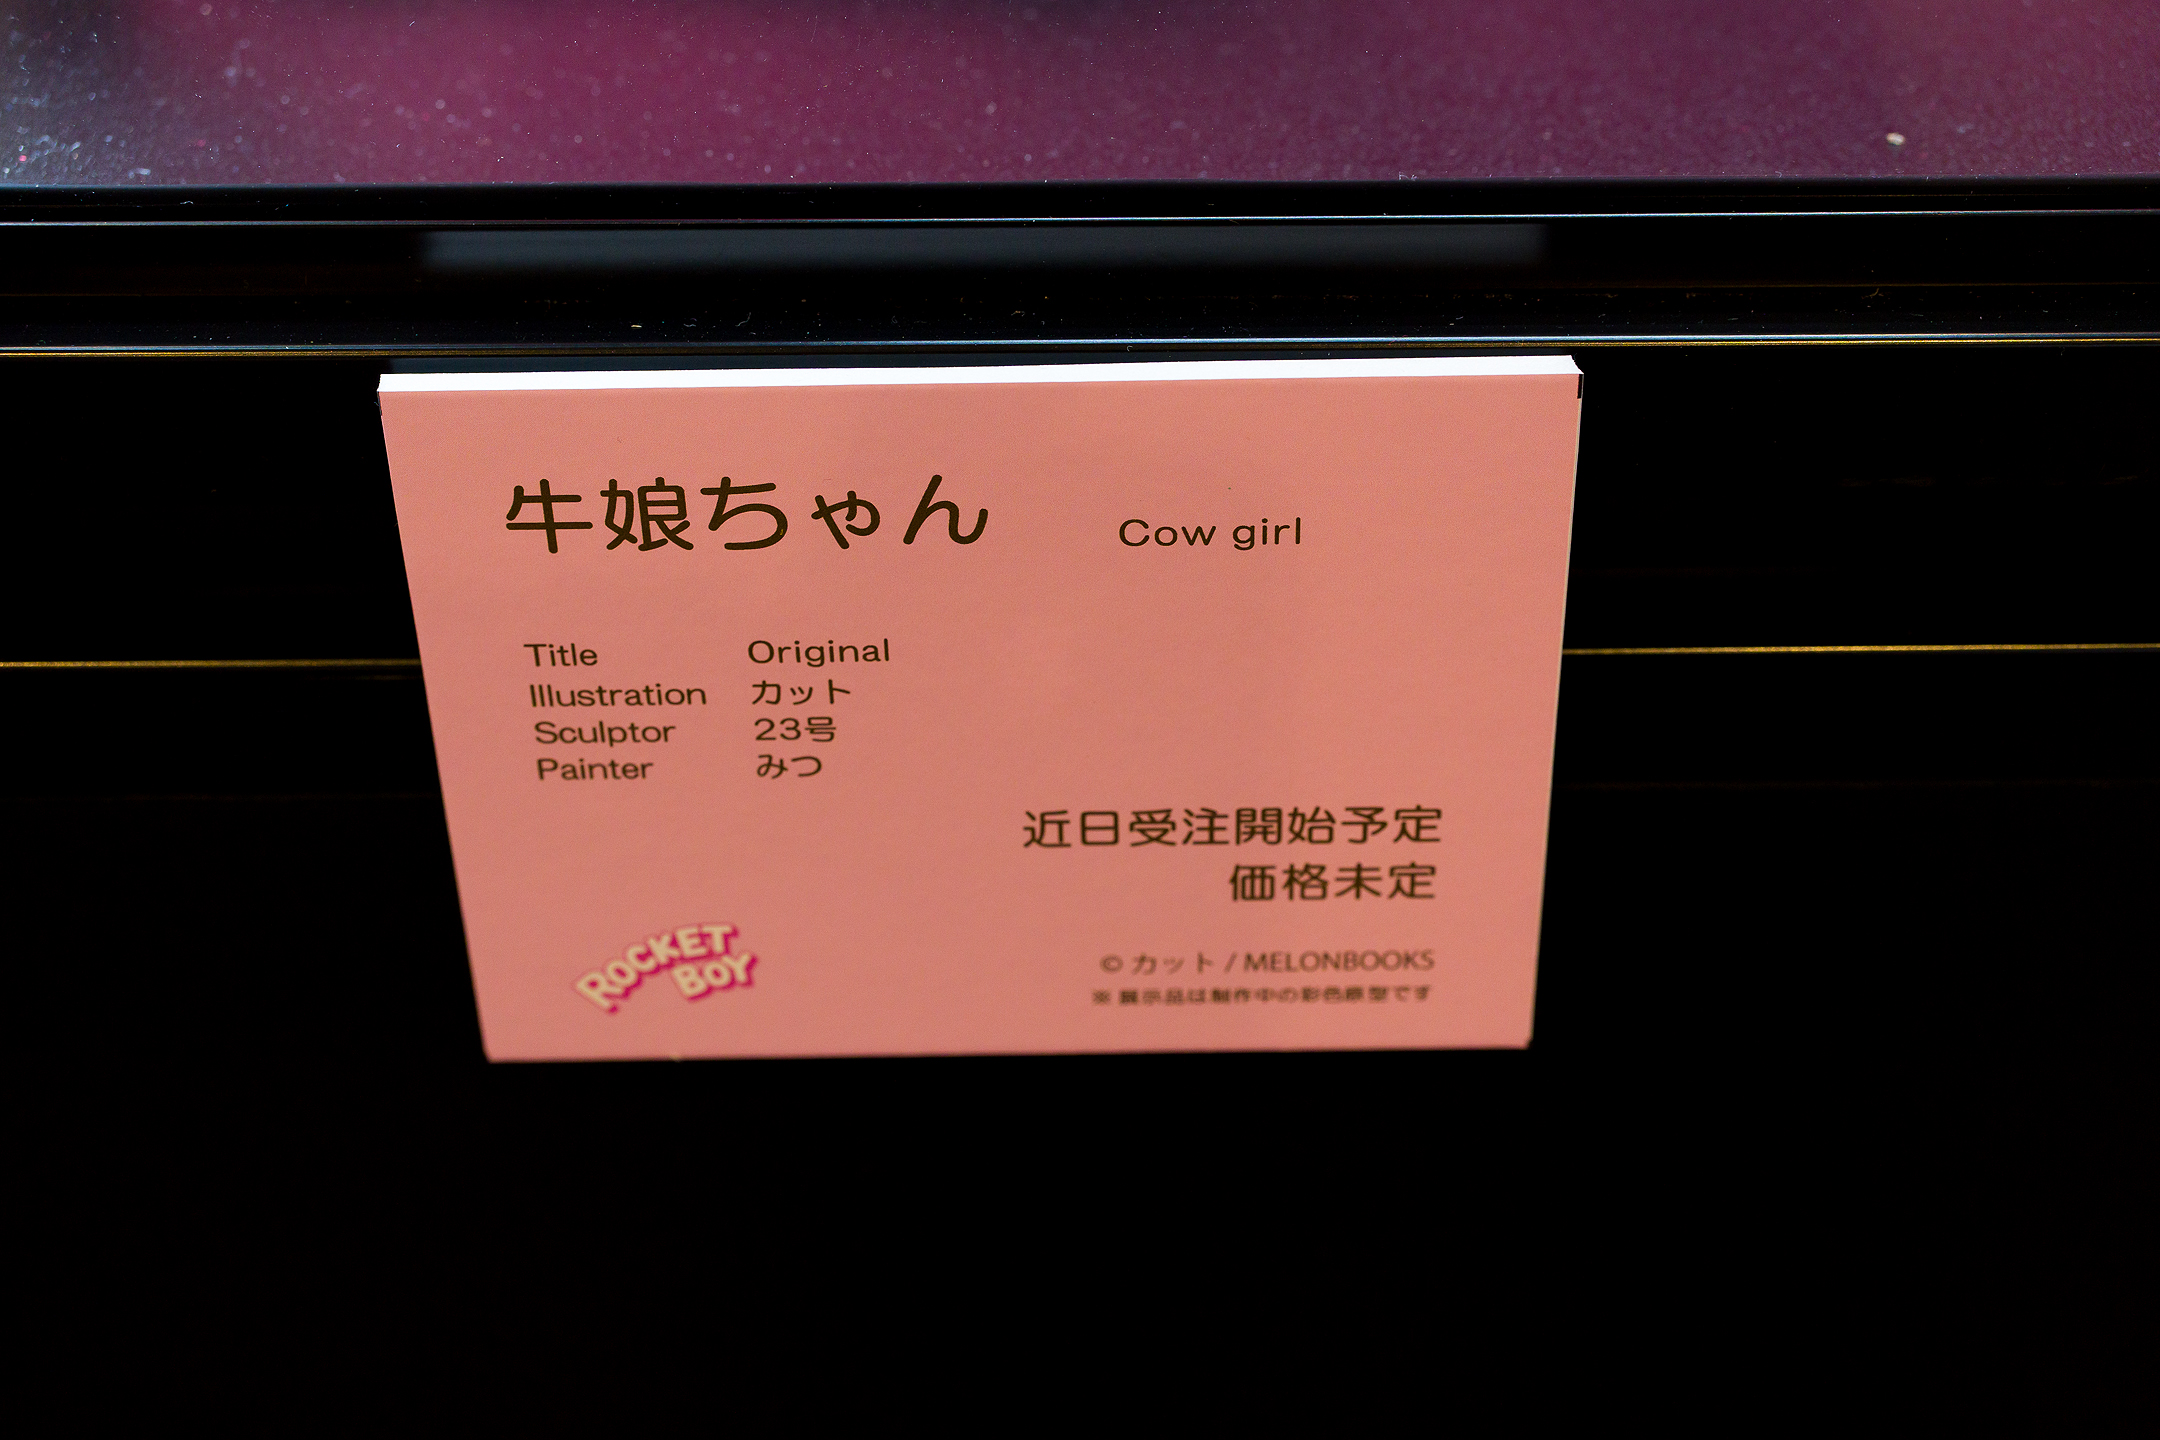 牛娘ちゃん Cow girl
Title Original
Illustration カット
Sculptor 23号
Painter みつ
近日受注開始予定
価格未定
ROCKET
BOY
© カット / MELONBOOKS
※ 展示品は制作中の彩色原型です